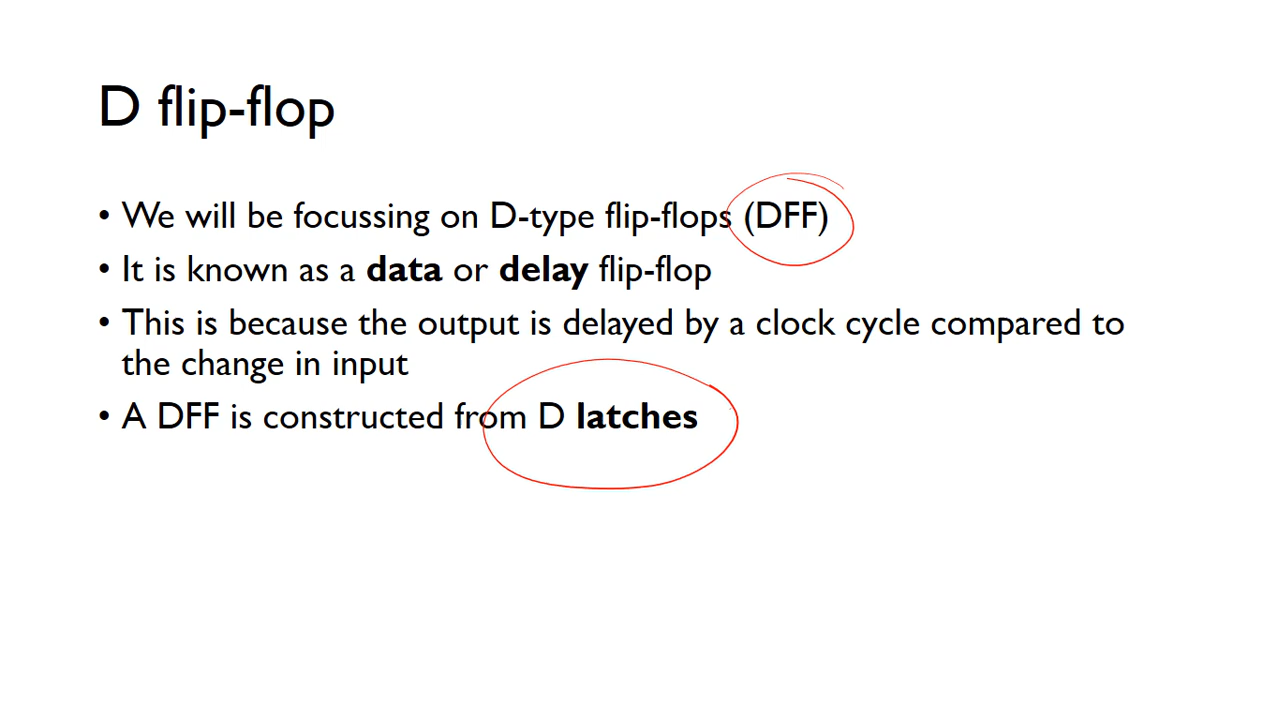 D flip-flop
• We will be focussing on D-type flip-flops (DFF)
• It is known as a data or delay flip-flop
• This is because the output is delayed by a clock cycle compared to
the change in input
• A DFF is constructed from D latches